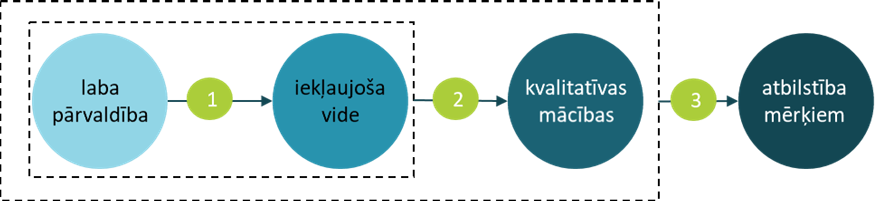 laba
pārvaldība
1
iekļaujoša
vide
2
kvalitatīvas
mācības
3
atbilstība
mērķiem